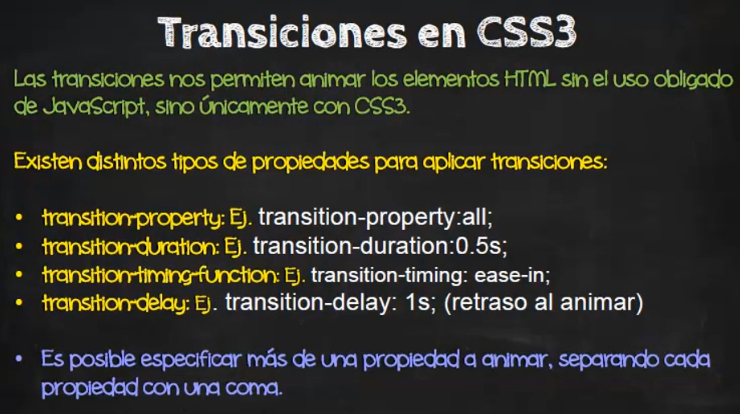 Transiciones en CSS3
Las transiciones nos permiten animar los elementos HTML sin el uso obligado
de JavaScript, sino únicamente con CSS3.
Existen distintos tipos de propiedades para aplicar transiciones:
• transition-property: Ej. transition-property:all;
• transition-duration: Ej. transition-duration:0.5s;
• transition-timing-function: Ej. transition-timing: ease-in;
• transition-delay: Ej. transition-delay: 1s; (retraso al animar)
• Es posible especificar más de una propiedad a animar, separando cada
propiedad con una coma.